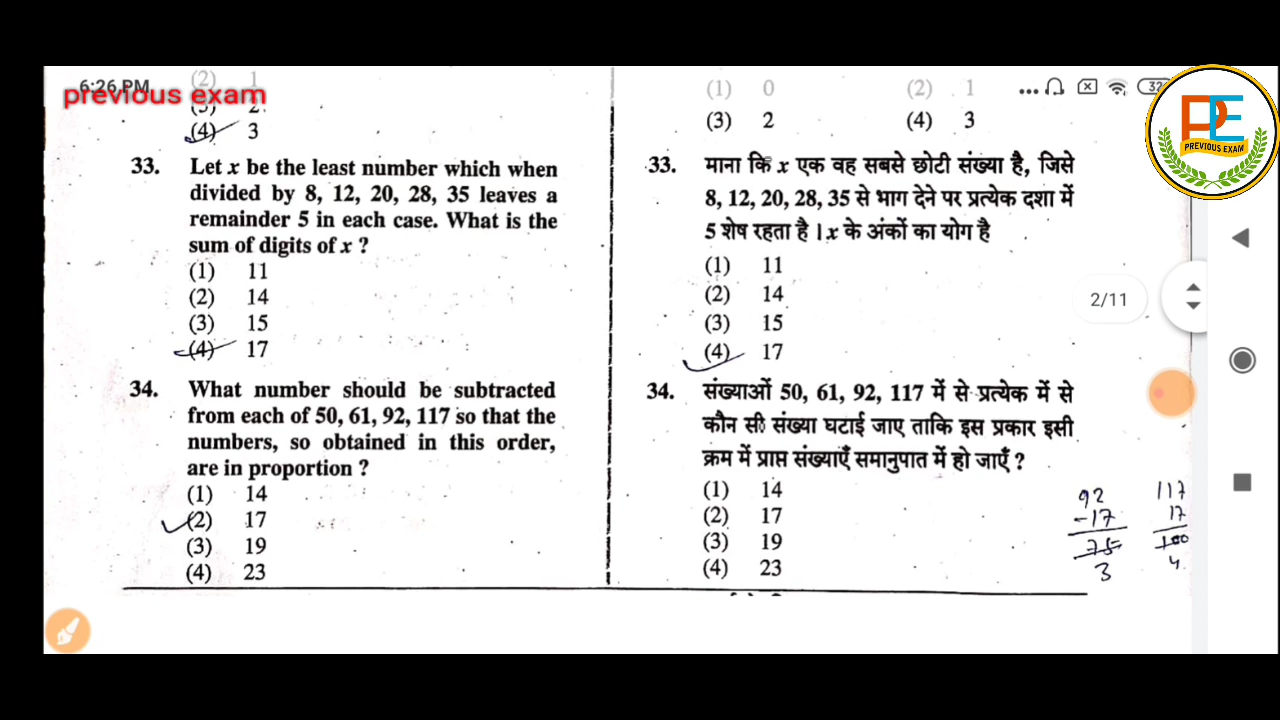 6:26 PM
previous exam
(2) 1
(3) 2
(4) 3
33. Let x be the least number which when
divided by 8, 12, 20, 28, 35 leaves a
remainder 5 in each case. What is the
sum of digits of x ?
(1) 11
(2) 14
(3) 15
(4) 17
34. What number should be subtracted
from each of 50, 61, 92, 117 so that the
numbers, so obtained in this order,
are in proportion ?
(1) 14
(2) 17
(3) 19
(4) 23
(1) 0 (2) 1
(3) 2 (4) 3
33. माना कि x एक वह सबसे छोटी संख्या है, जिसे
8, 12, 20, 28, 35 से भाग देने पर प्रत्येक दशा में
5 शेष रहता है । x के अंकों का योग है
(1) 11
(2) 14
(3) 15
(4) 17
34. संख्याओं 50, 61, 92, 117 में से प्रत्येक में से
कौन सी संख्या घटाई जाए ताकि इस प्रकार इसी
क्रम में प्राप्त संख्याएँ समानुपात में हो जाएँ ?
(1) 14
(2) 17
(3) 19
(4) 23
92 117
-17 17
75 100
3 4
2/11
32
PE
PREVIOUS EXAM